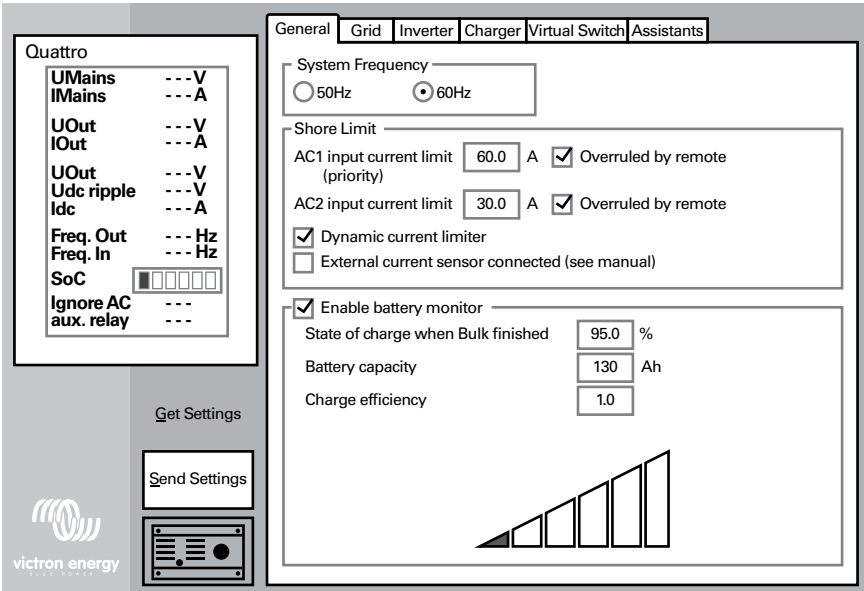 Quattro
UMains ---V
IMains ---A
UOut ---V
IOut ---A
UOut ---V
Udc ripple ---V
Idc ---A
Freq. Out ---Hz
Freq. In ---Hz
SoC
Ignore AC ---
aux. relay ---
Get Settings
Send Settings
victron energy
BLUE POWER
General Grid Inverter Charger Virtual Switch Assistants
System Frequency
50Hz 60Hz
Shore Limit
AC1 input current limit 60.0 A Overruled by remote
(priority)
AC2 input current limit 30.0 A Overruled by remote
Dynamic current limiter
External current sensor connected (see manual)
Enable battery monitor
State of charge when Bulk finished 95.0 %
Battery capacity 130 Ah
Charge efficiency 1.0